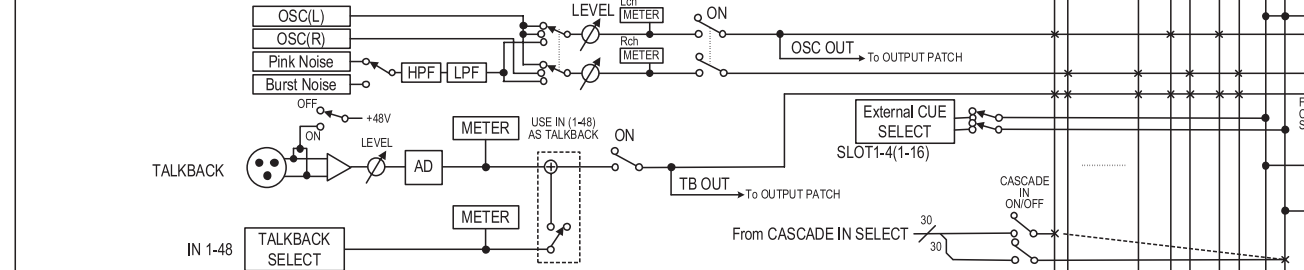 OSC(L)
OSC(R)
Pink Noise
Burst Noise
HPF
LPF
LEVEL
Lch
METER
Rch
METER
ON
OSC OUT
To OUTPUT PATCH
OFF
+48V
ON
TALKBACK
LEVEL
AD
METER
USE IN (1-48)
AS TALKBACK
ON
TB OUT
To OUTPUT PATCH
External CUE
SELECT
SLOT1-4(1-16)
IN 1-48
TALKBACK
SELECT
METER
CASCADE
IN
ON/OFF
From CASCADE IN SELECT
30
30